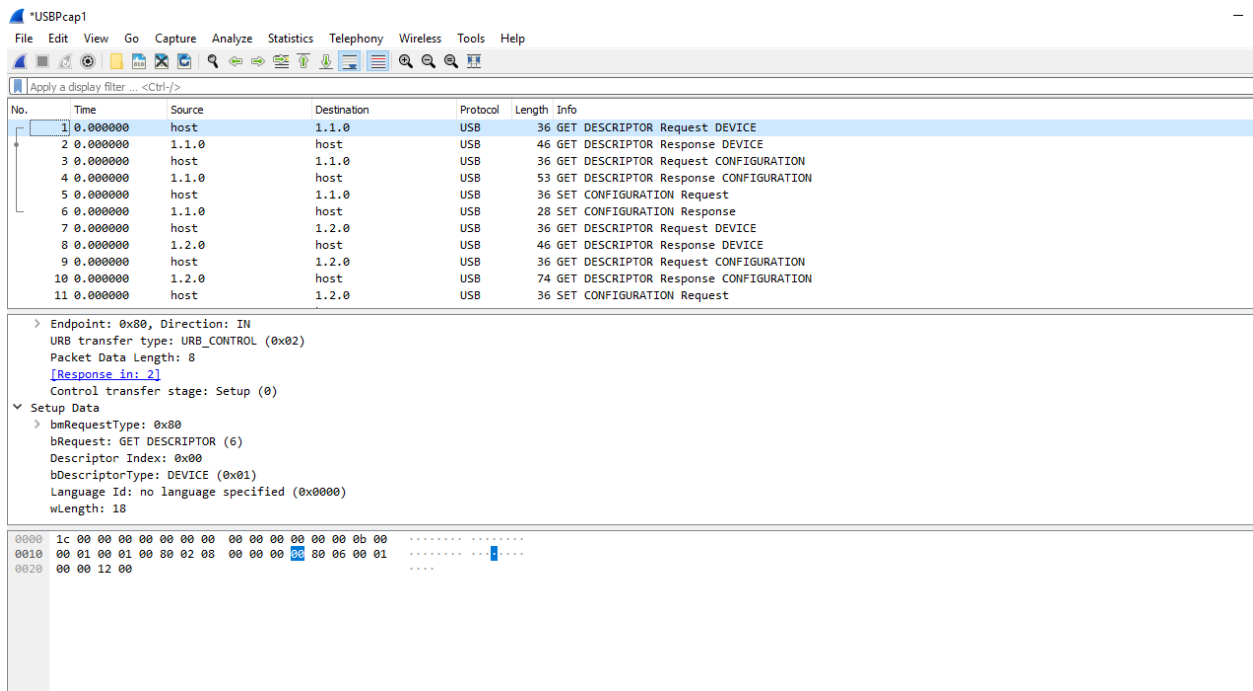 *USBPcap1
File Edit View Go Capture Analyze Statistics Telephony Wireless Tools Help
Apply a display filter ... <Ctrl-/>
No. Time Source Destination Protocol Length Info
1 0.000000 host 1.1.0 USB 36 GET DESCRIPTOR Request DEVICE
2 0.000000 1.1.0 host USB 46 GET DESCRIPTOR Response DEVICE
3 0.000000 host 1.1.0 USB 36 GET DESCRIPTOR Request CONFIGURATION
4 0.000000 1.1.0 host USB 53 GET DESCRIPTOR Response CONFIGURATION
5 0.000000 host 1.1.0 USB 36 SET CONFIGURATION Request
6 0.000000 1.1.0 host USB 28 SET CONFIGURATION Response
7 0.000000 host 1.2.0 USB 36 GET DESCRIPTOR Request DEVICE
8 0.000000 1.2.0 host USB 46 GET DESCRIPTOR Response DEVICE
9 0.000000 host 1.2.0 USB 36 GET DESCRIPTOR Request CONFIGURATION
10 0.000000 1.2.0 host USB 74 GET DESCRIPTOR Response CONFIGURATION
11 0.000000 host 1.2.0 USB 36 SET CONFIGURATION Request
Endpoint: 0x80, Direction: IN
URB transfer type: URB_CONTROL (0x02)
Packet Data Length: 8
[Response in: 2]
Control transfer stage: Setup (0)
Setup Data
bmRequestType: 0x80
bRequest: GET DESCRIPTOR (6)
Descriptor Index: 0x00
bDescriptorType: DEVICE (0x01)
Language Id: no language specified (0x0000)
wLength: 18
0000 1c 00 00 00 00 00 00 00 00 00 00 00 00 00 0b 00 ········ ········
0010 00 01 00 01 00 80 02 08 00 00 00 00 80 06 00 01 ········ ········
0020 00 00 12 00 ····